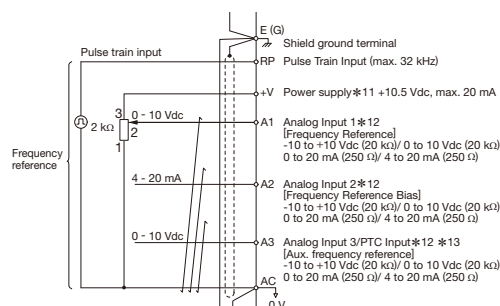 E (G)
Shield ground terminal
Pulse train input
RP Pulse Train Input (max. 32 kHz)
+V Power supply✱11 +10.5 Vdc, max. 20 mA
3
2 kΩ
2
1
0 - 10 Vdc
A1 Analog Input 1✱12
[Frequency Reference]
-10 to +10 Vdc (20 kΩ)/ 0 to 10 Vdc (20 kΩ)
0 to 20 mA (250 Ω)/ 4 to 20 mA (250 Ω)
Frequency
reference
4 - 20 mA
A2 Analog Input 2✱12
[Frequency Reference Bias]
-10 to +10 Vdc (20 kΩ)/ 0 to 10 Vdc (20 kΩ)
0 to 20 mA (250 Ω)/ 4 to 20 mA (250 Ω)
0 - 10 Vdc
A3 Analog Input 3/PTC Input✱12 ✱13
[Aux. frequency reference]
-10 to +10 Vdc (20 kΩ)/ 0 to 10 Vdc (20 kΩ)
0 to 20 mA (250 Ω)/ 4 to 20 mA (250 Ω)
AC
0 V